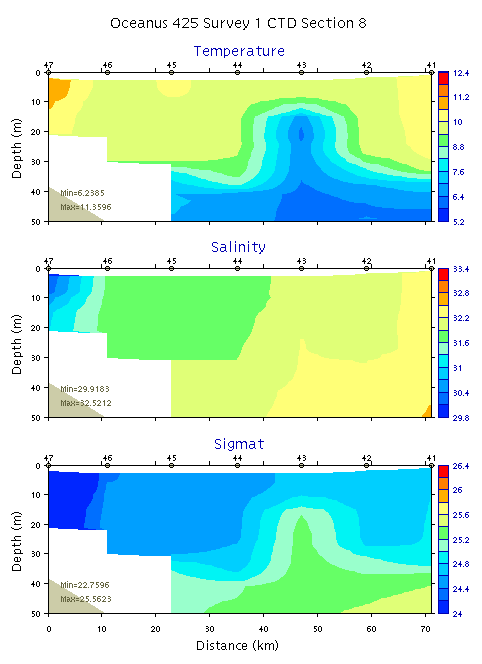 Oceanus 425 Survey 1 CTD Section 8
Temperature
47 46 45 44 43 42 41
0
10
20
30
40
50
Depth (m)
Min=6.2385
Max=11.3596
12.4
11.2
10
8.8
7.6
6.4
5.2
Salinity
47 46 45 44 43 42 41
0
10
20
30
40
50
Depth (m)
Min=29.9183
Max=32.5212
33.4
32.8
32.2
31.6
31
30.4
29.8
Sigmat
47 46 45 44 43 42 41
0
10
20
30
40
50
Depth (m)
Min=22.7596
Max=25.5623
26.4
26
25.6
25.2
24.8
24.4
24
0 10 20 30 40 50 60 70
Distance (km)